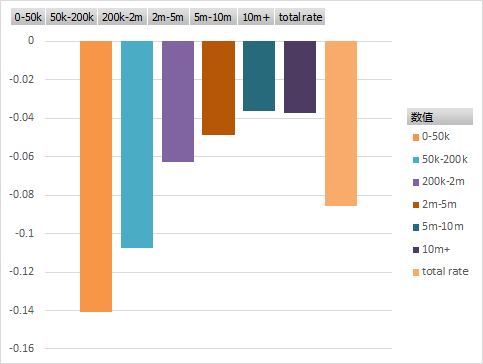 0-50k 50k-200k 200k-2m 2m-5m 5m-10m 10m+ total rate
0
-0.02
-0.04
-0.06
-0.08
-0.1
-0.12
-0.14
-0.16
数值
0-50k
50k-200k
200k-2m
2m-5m
5m-10m
10m+
total rate